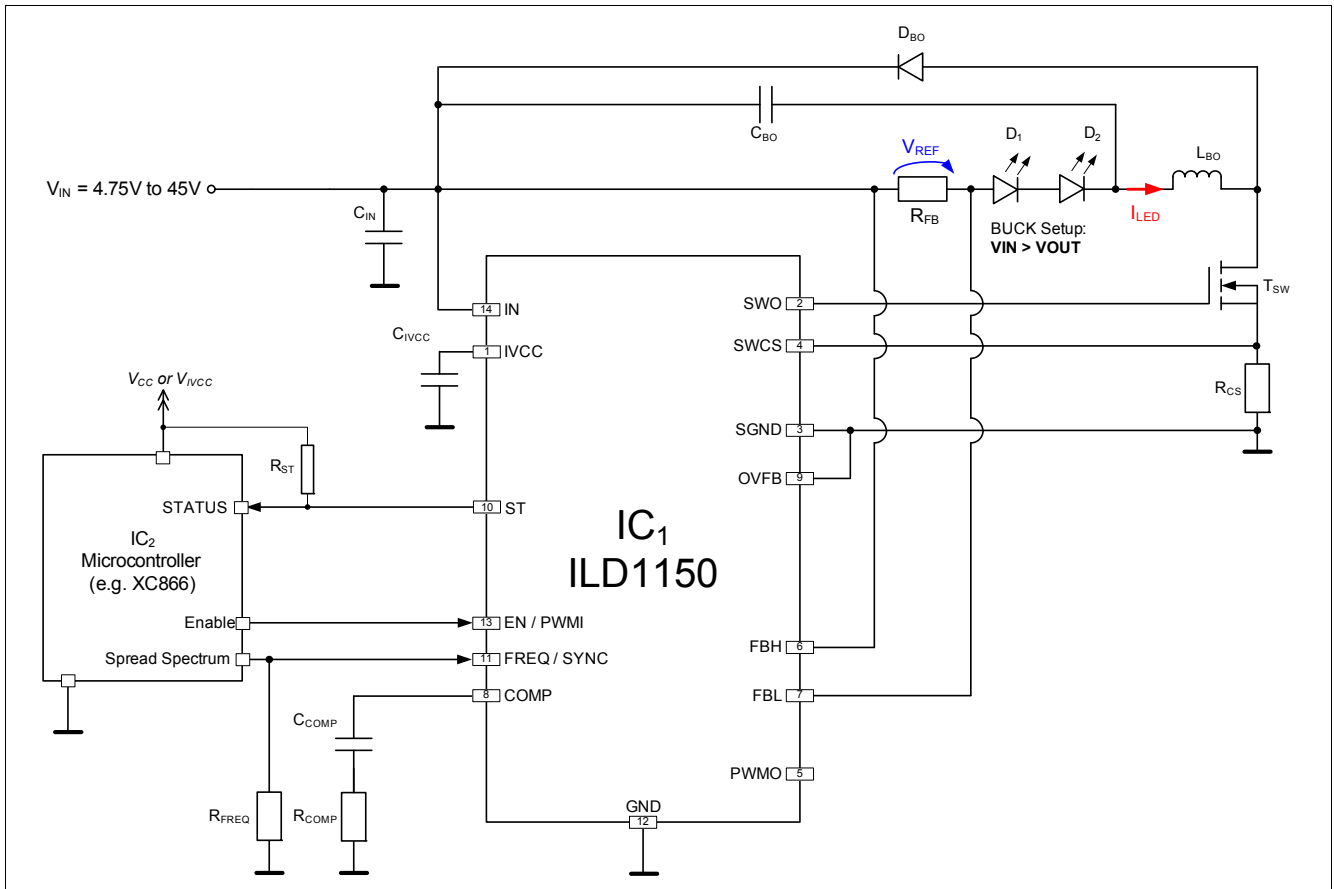 D_BO
C_BO
V_REF
D_1
D_2
L_BO
V_IN = 4.75V to 45V
C_IN
R_FB
I_LED
BUCK Setup:
VIN > VOUT
14 IN
SWO 2
T_SW
C_IVCC
1 IVCC
SWCS 4
V_CC or V_IVCC
R_CS
SGND 3
R_ST
OVFB 9
STATUS
10 ST
IC_1
ILD1150
IC_2
Microcontroller
(e.g. XC866)
Enable
13 EN / PWMI
Spread Spectrum
11 FREQ / SYNC
FBH 6
8 COMP
FBL 7
C_COMP
PWMO 5
R_FREQ
R_COMP
GND
12